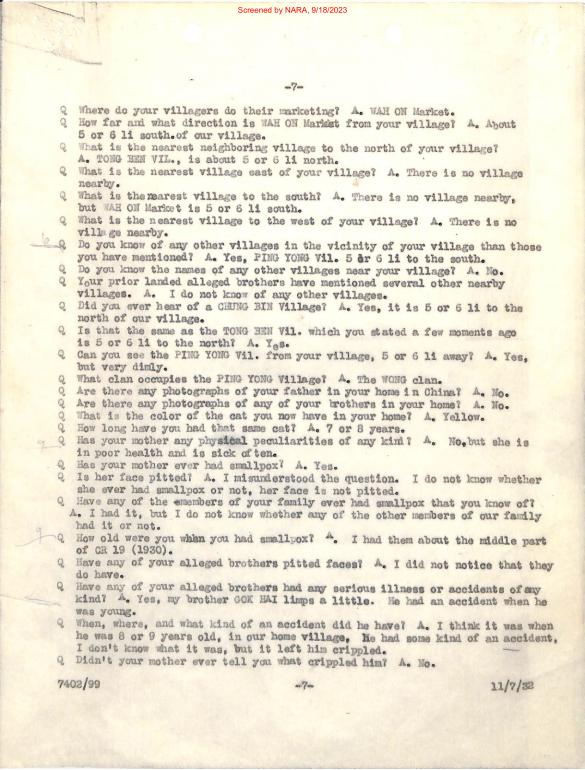 Screened by NARA, 9/18/2023
-7-
Q Where do your villagers do their marketing? A. WAH ON Market.
Q How far and what direction is WAH ON Market from your village? A. About
5 or 6 li south.of our village.
Q What is the nearest neighboring village to the north of your village?
A. TONG BEN VIL., is about 5 or 6 li north.
Q What is the nearest village east of your village? A. There is no village
nearby.
Q What is thenearest village to the south? A. There is no village nearby,
but WAH ON Market is 5 or 6 li south.
Q What is the nearest village to the west of your village? A. There is no
village nearby.
Q Do you know of any other villages in the vicinity of your village than those
you have mentioned? A. Yes, PING YONG Vil. 5 or 6 li to the south.
Q Do you know the names of any other villages near your village? A. No.
Q Your prior landed alleged brothers have mentioned several other nearby
villages. A. I do not know of any other villages.
Q Did you ever hear of a CHUNG BIN Village? A. Yes, it is 5 or 6 li to the
north of our village.
Q Is that the same as the TONG BEN Vil. which you stated a few moments ago
is 5 or 6 li to the north? A. Yes.
Q Can you see the PING YONG Vil. from your village, 5 or 6 li away? A. Yes,
but very dimly.
Q What clan occupies the PING YONG Village? A. The WONG clan.
Q Are there any photographs of your father in your home in China? A. No.
Q Are there any photographs of any of your brothers in your home? A. No.
Q What is the color of the cat you now have in your home? A. Yellow.
Q How long have you had that same cat? A. 7 or 8 years.
Q Has your mother any physical peculiarities of any kind? A. No,but she is
in poor health and is sick often.
Q Has your mother ever had smallpox? A. Yes.
Q Is her face pitted? A. I misunderstood the question. I do not know whether
she ever had smallpox or not, her face is not pitted.
Q Have any of the members of your family ever had smallpox that you know of?
A. I had it, but I do not know whether any of the other members of our family
had it or not.
Q How old were you when you had smallpox? A. I had them about the middle part
of CR 19 (1930).
Q Have any of your alleged brothers pitted faces? A. I did not notice that they
do have.
Q Have any of your alleged brothers had any serious illness or accidents of any
kind? A. Yes, my brother GOK HAI limps a little. He had an accident when he
was young.
Q When, where, and what kind of an accident did he have? A. I think it was when
he was 8 or 9 years old, in our home village, He had some kind of an accident,
I don't know what it was, but it left him crippled.
Q Didn't your mother ever tell you what crippled him? A. No.
7402/99 -7- 11/7/32